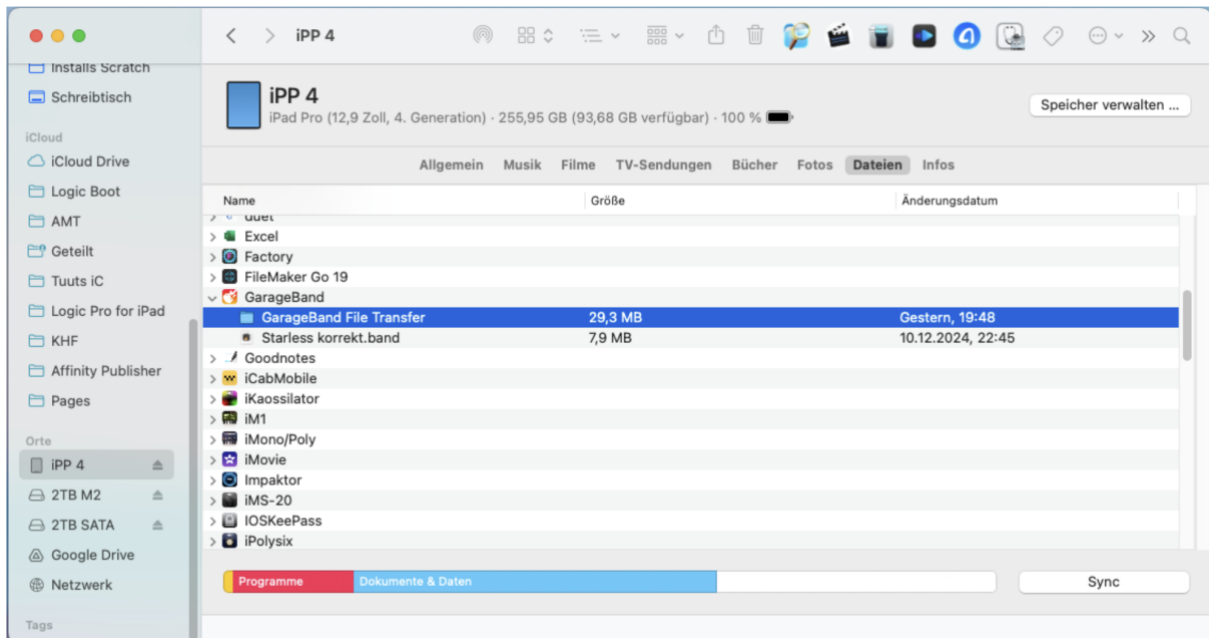 iPP 4
Installs Scratch
Schreibtisch
iCloud
iCloud Drive
Logic Boot
AMT
Geteilt
Tuuts iC
Logic Pro for iPad
KHF
Affinity Publisher
Pages
Orte
iPP 4
2TB M2
2TB SATA
Google Drive
Netzwerk
Tags
iPP 4
iPad Pro (12,9 Zoll, 4. Generation) · 255,95 GB (93,68 GB verfügbar) · 100 %
Speicher verwalten ...
Allgemein Musik Filme TV-Sendungen Bücher Fotos Dateien Infos
Name Größe Änderungsdatum
duet
Excel
Factory
FileMaker Go 19
GarageBand
GarageBand File Transfer 29,3 MB Gestern, 19:48
Starless korrekt.band 7,9 MB 10.12.2024, 22:45
Goodnotes
iCabMobile
iKaossilator
iM1
iMono/Poly
iMovie
Impaktor
iMS-20
IOSKeePass
iPolysix
Programme Dokumente & Daten Sync